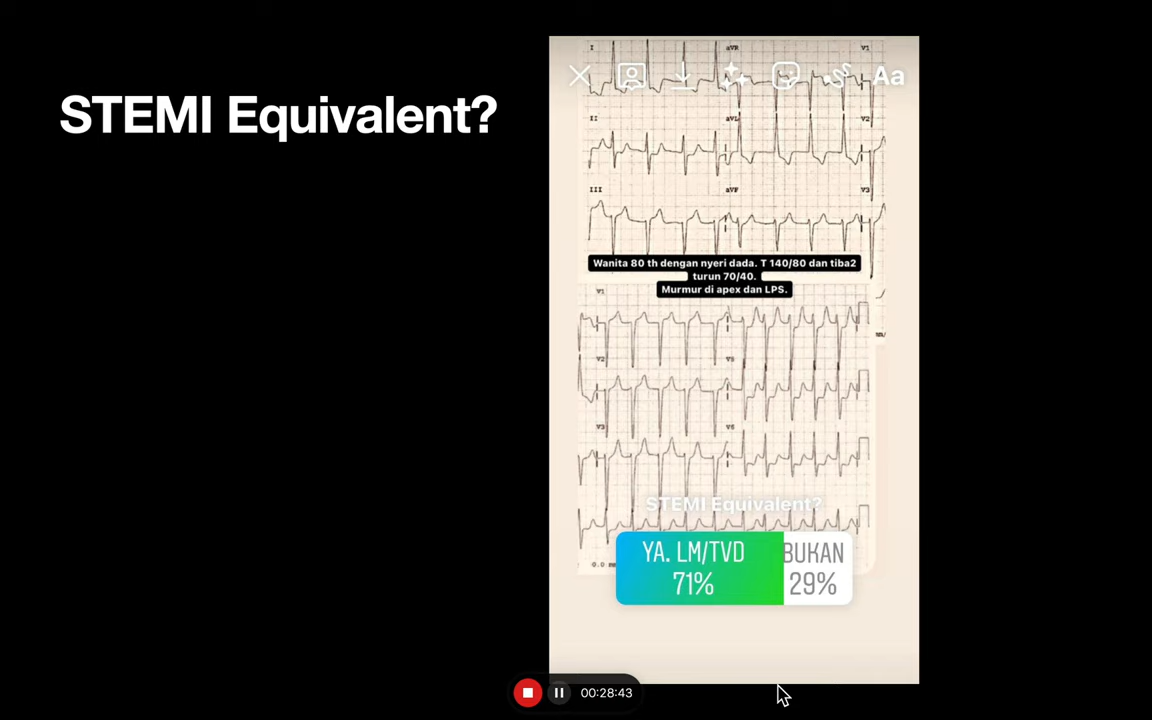 STEMI Equivalent?
I
aVR
V1
Aa
II
aVL
V2
III
aVF
V3
Wanita 80 th dengan nyeri dada. T 140/80 dan tiba2
turun 70/40.
Murmur di apex dan LPS.
V1
V2
V5
V3
V6
STEMI Equivalent?
YA. LM/TVD
BUKAN
71%
29%
00:28:43